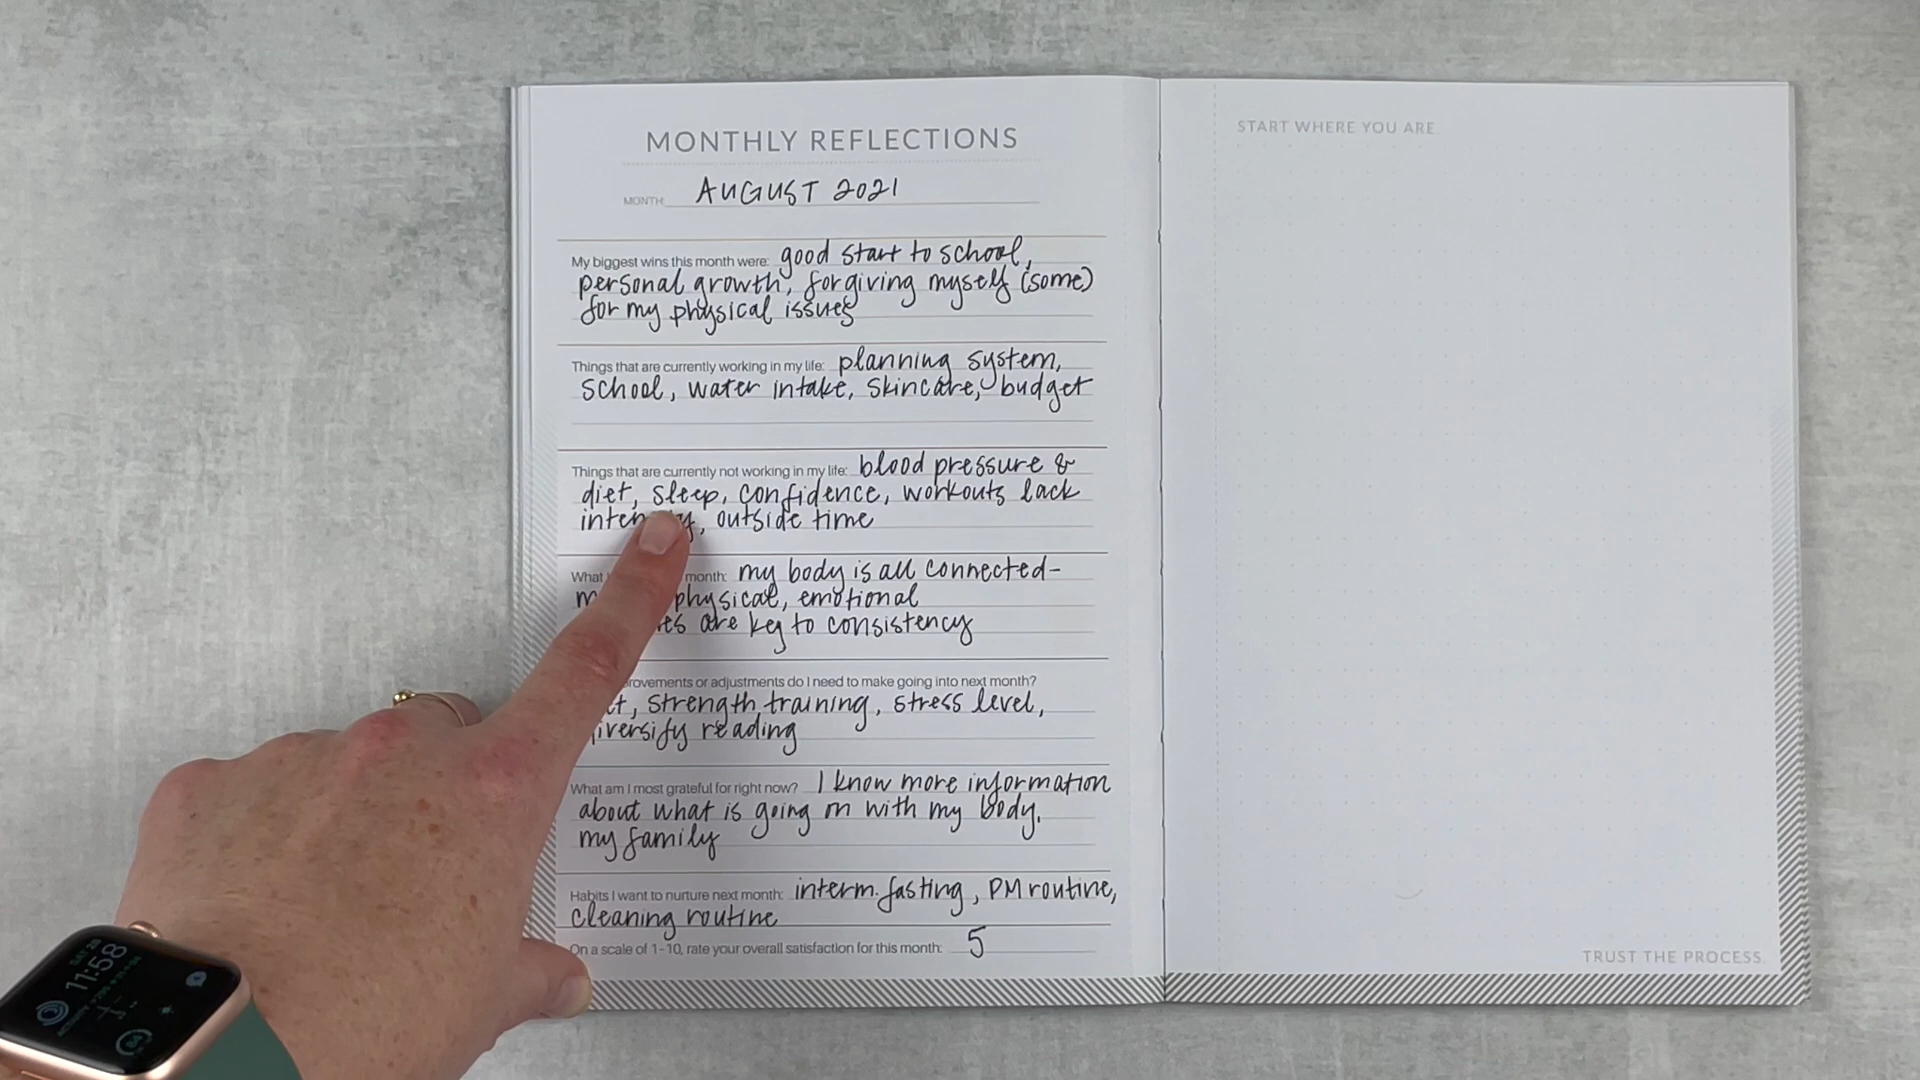 MONTHLY REFLECTIONS
MONTH: AUGUST 2021
My biggest wins this month were: good start to school,
personal growth, forgiving myself (some)
for my physical issues
Things that are currently working in my life: planning system,
school, water intake, skincare, budget
Things that are currently not working in my life: blood pressure &
diet, sleep, confidence, workouts lack
outside time
What month: my body is all connected-
physical, emotional
are key to consistency
adjustments do I need to make going into next month?
strength training, stress level,
reading
What am I most grateful for right now? I know more information
about what is going on with my body.
my family
Habits I want to nurture next month: interm. fasting, PM routine,
cleaning routine
On a scale of 1-10, rate your overall satisfaction for this month: 5
START WHERE YOU ARE.
TRUST THE PROCESS.
11:58